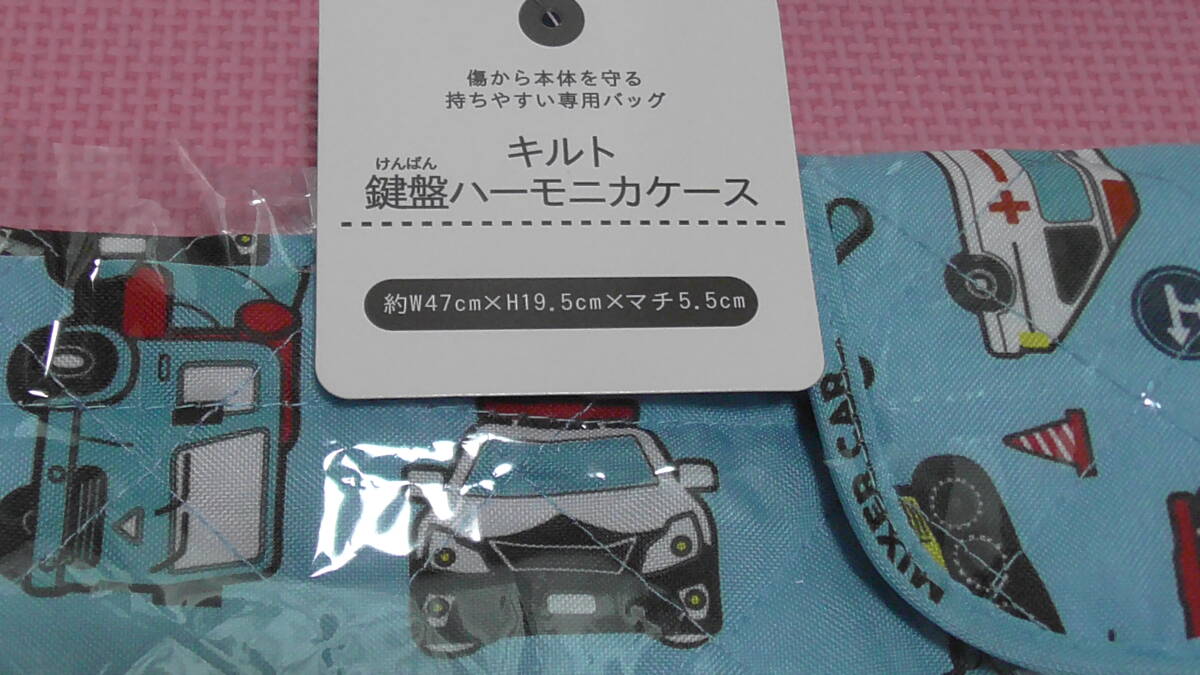 傷から本体を守る
持ちやすい専用バッグ
キルト
けんばん
鍵盤ハーモニカケース
約W47cm×H19.5cm×マチ5.5cm
MIXER CAR